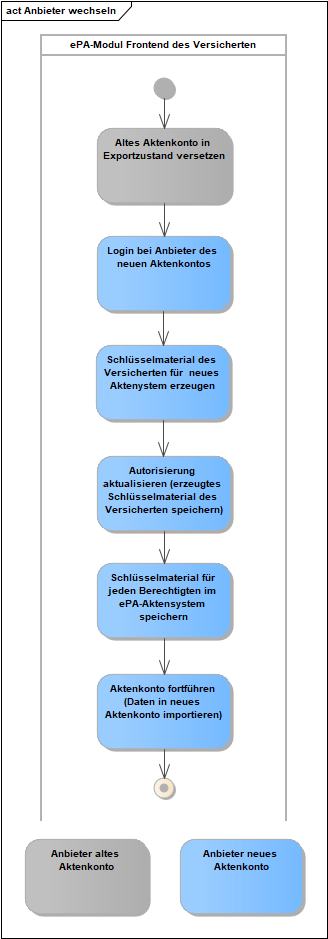 act Anbieter wechseln
ePA-Modul Frontend des Versicherten
Altes Aktenkonto in
Exportzustand versetzen
Login bei Anbieter des
neuen Aktenkontos
Schlüsselmaterial des
Versicherten für neues
Aktenystem erzeugen
Autorisierung
aktualisieren (erzeugtes
Schlüsselmaterial des
Versicherten speichern)
Schlüsselmaterial für
jeden Berechtigten im
ePA-Aktensystem
speichern
Aktenkonto fortführen
(Daten in neues
Aktenkonto importieren)
Anbieter altes
Aktenkonto
Anbieter neues
Aktenkonto